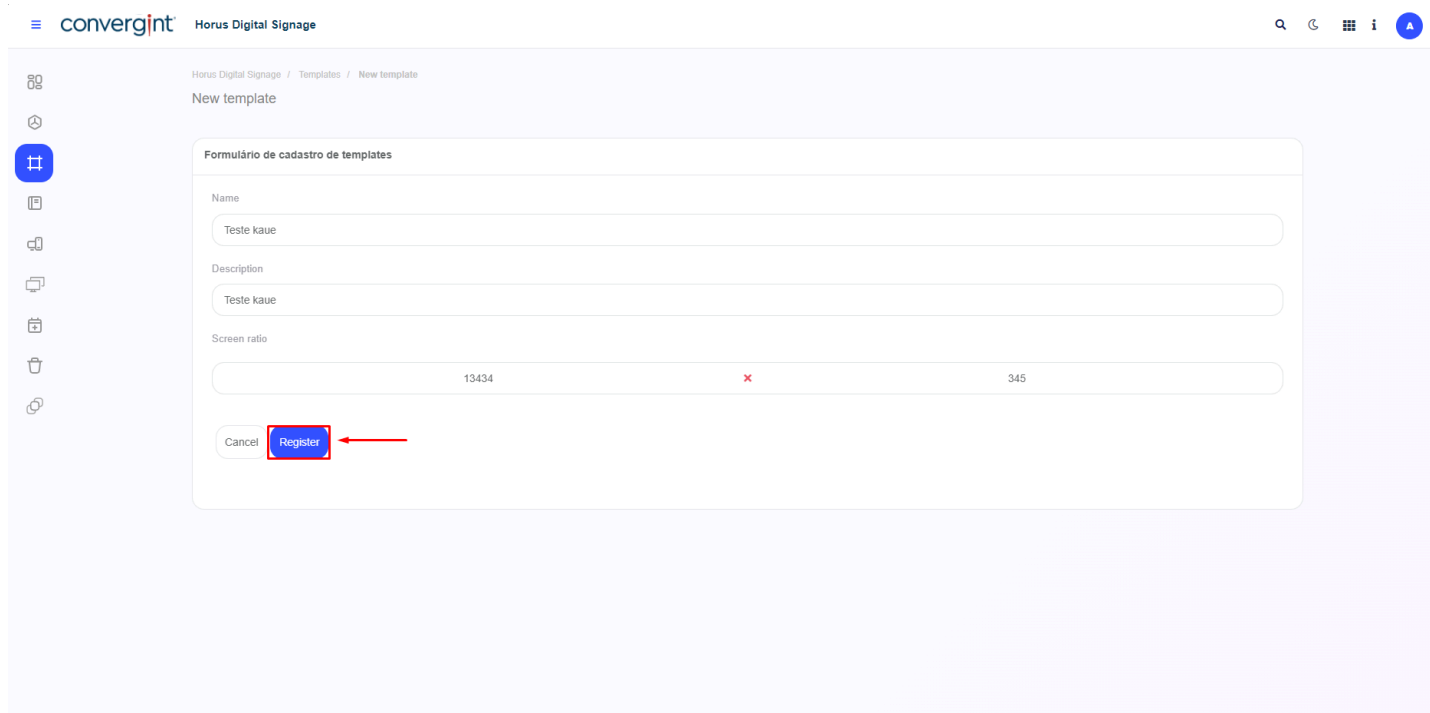 convergint Horus Digital Signage A
Horus Digital Signage / Templates / New template
New template
Formulário de cadastro de templates
Name
Teste kaue
Description
Teste kaue
Screen ratio
13434 345
Cancel Register